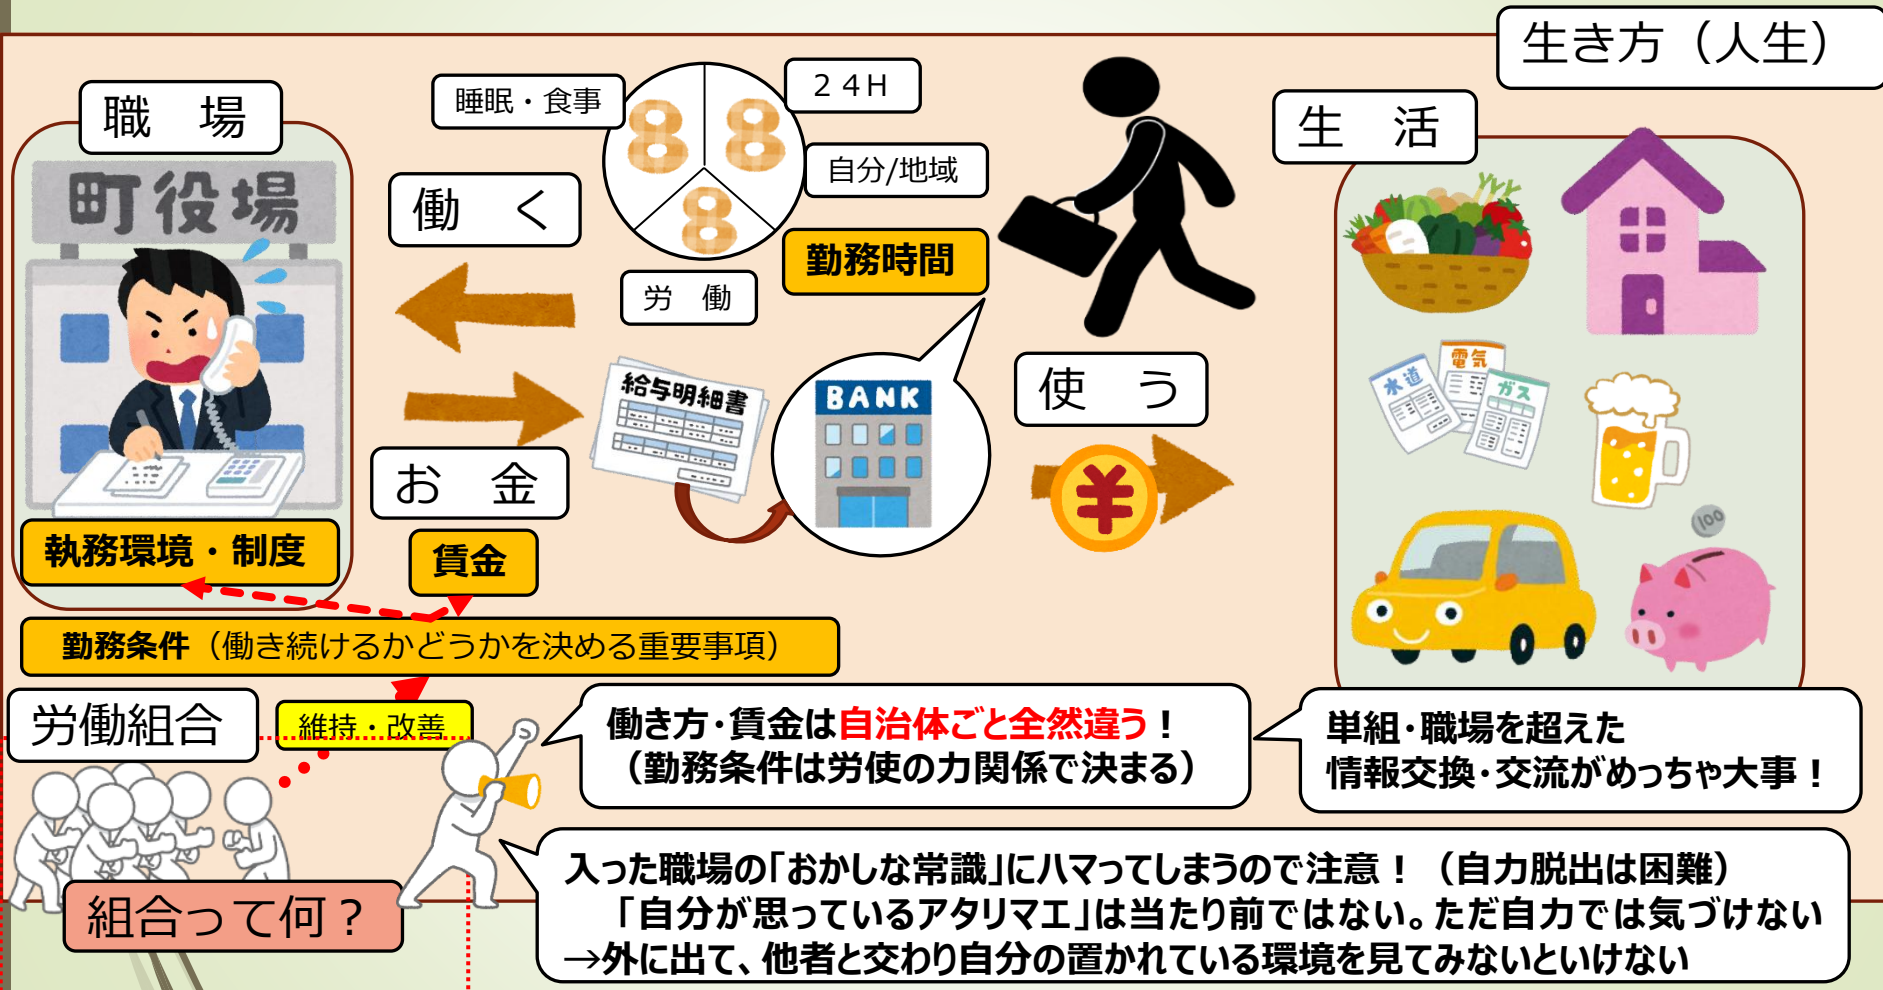 生き方（人生）
職　場
町役場
執務環境・制度
睡眠・食事
２４H
8
8
8
自分/地域
働　く
勤務時間
労　働
給与明細書
BANK
お　金
賃金
使　う
¥
生　活
水道
電気
ガス
100
勤務条件（働き続けるかどうかを決める重要事項）
労働組合
維持・改善
働き方・賃金は自治体ごと全然違う！
（勤務条件は労使の力関係で決まる）
単組・職場を超えた
情報交換・交流がめっちゃ大事！
組合って何？
入った職場の「おかしな常識」にハマってしまうので注意！（自力脱出は困難）
「自分が思っているアタリマエ」は当たり前ではない。ただ自力では気づけない
→外に出て、他者と交わり自分の置かれている環境を見てみないといけない